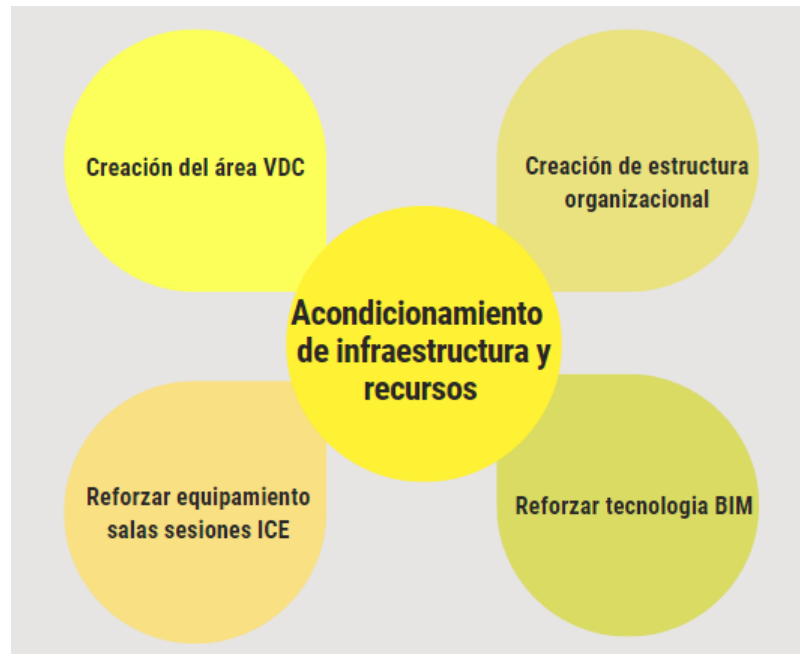 Creación del área VDC
Creación de estructura
organizacional
Acondicionamiento
de infraestructura y
recursos
Reforzar equipamiento
salas sesiones ICE
Reforzar tecnologia BIM